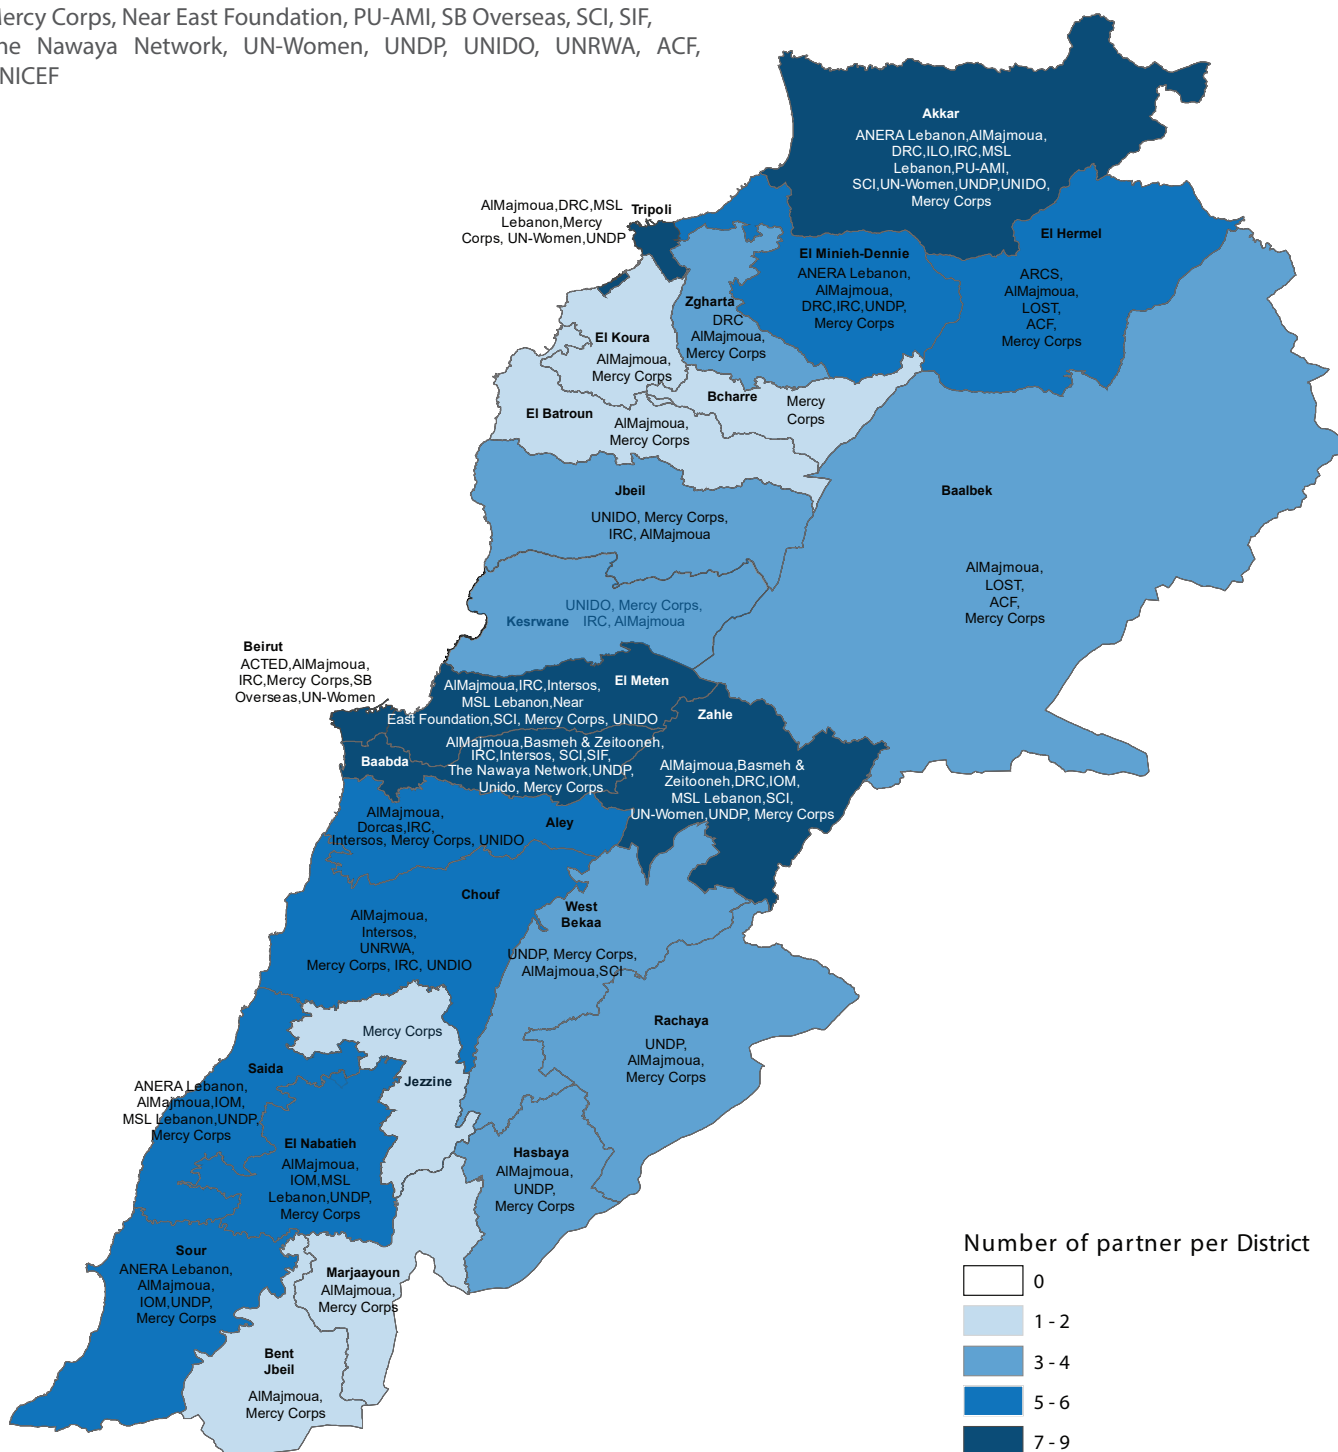 Mercy Corps, Near East Foundation, PU-AMI, SB Overseas, SCI, SIF,
The Nawaya Network, UN-Women, UNDP, UNIDO, UNRWA, ACF,
UNICEF
Akkar
ANERA Lebanon,AlMajmoua,
DRC,ILO,IRC,MSL
Lebanon,PU-AMI,
SCI,UN-Women,UNDP,UNIDO,
Mercy Corps
Tripoli
AlMajmoua,DRC,MSL
Lebanon,Mercy
Corps, UN-Women,UNDP
El Hermel
ARCS,
AlMajmoua,
LOST,
ACF,
Mercy Corps
El Minieh-Dennie
ANERA Lebanon,
AlMajmoua,
DRC,IRC,UNDP,
Mercy Corps
Zgharta
DRC
AlMajmoua,
Mercy Corps
El Koura
AlMajmoua,
Mercy Corps
Bcharre
Mercy
Corps
El Batroun
AlMajmoua,
Mercy Corps
Jbeil
UNIDO, Mercy Corps,
IRC, AlMajmoua
Baalbek
AlMajmoua,
LOST,
ACF,
Mercy Corps
Kesrwane
UNIDO, Mercy Corps,
IRC, AlMajmoua
Beirut
ACTED,AlMajmoua,
IRC,Mercy Corps,SB
Overseas,UN-Women
El Meten
AlMajmoua,IRC,Intersos,
MSL Lebanon,Near
East Foundation,SCI, Mercy Corps, UNIDO
Zahle
AlMajmoua,Basmeh &
Zeitooneh,DRC,IOM,
MSL Lebanon,SCI,
UN-Women,UNDP, Mercy Corps
Baabda
AlMajmoua,Basmeh & Zeitooneh,
IRC,Intersos, SCI,SIF,
The Nawaya Network,UNDP,
Unido, Mercy Corps
Aley
AlMajmoua,
Dorcas,IRC,
Intersos, Mercy Corps, UNIDO
Chouf
AlMajmoua,
Intersos,
UNRWA,
Mercy Corps, IRC, UNDIO
West
Bekaa
UNDP, Mercy Corps,
AlMajmoua,SCI
Rachaya
UNDP,
AlMajmoua,
Mercy Corps
Mercy Corps
Jezzine
Saida
ANERA Lebanon,
AlMajmoua,IOM,
MSL Lebanon,UNDP,
Mercy Corps
El Nabatieh
AlMajmoua,
IOM,MSL
Lebanon,UNDP,
Mercy Corps
Hasbaya
AlMajmoua,
UNDP,
Mercy Corps
Sour
ANERA Lebanon,
AlMajmoua,
IOM,UNDP,
Mercy Corps
Marjaayoun
AlMajmoua,
Mercy Corps
Bent
Jbeil
AlMajmoua,
Mercy Corps
Number of partner per District
0
1 - 2
3 - 4
5 - 6
7 - 9